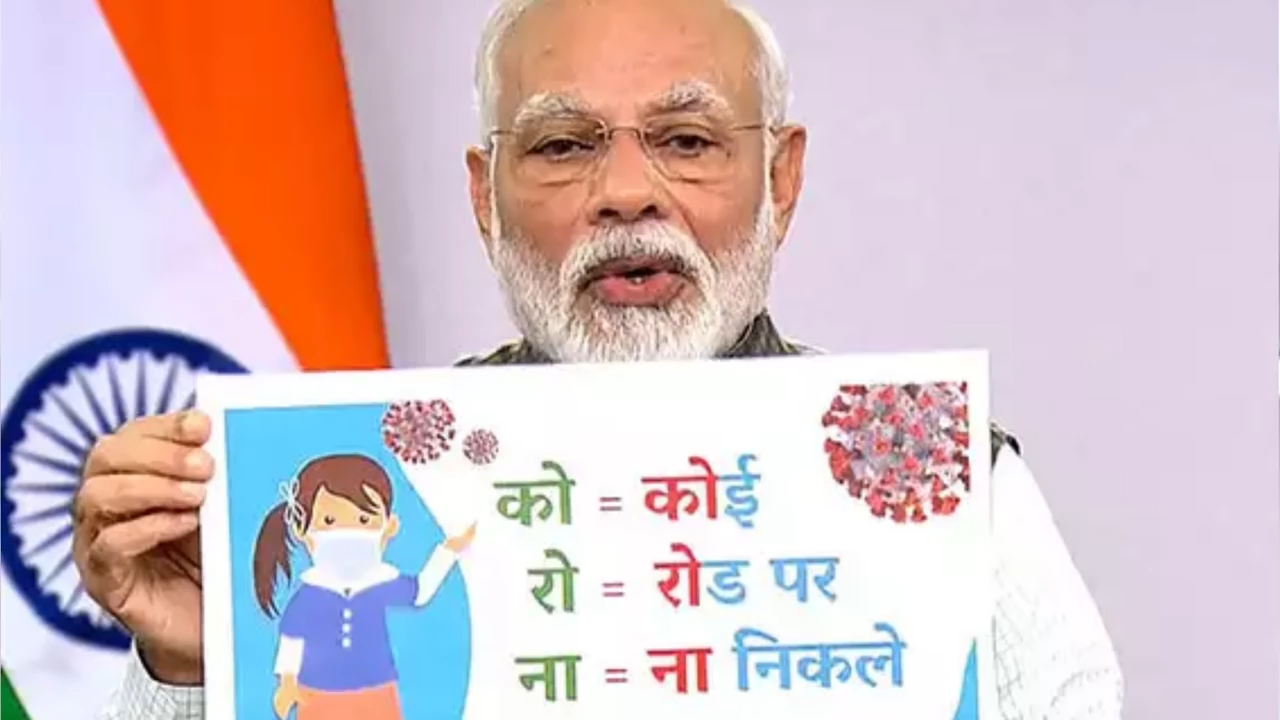 को = कोई
रो = रोड पर
ना = ना निकले